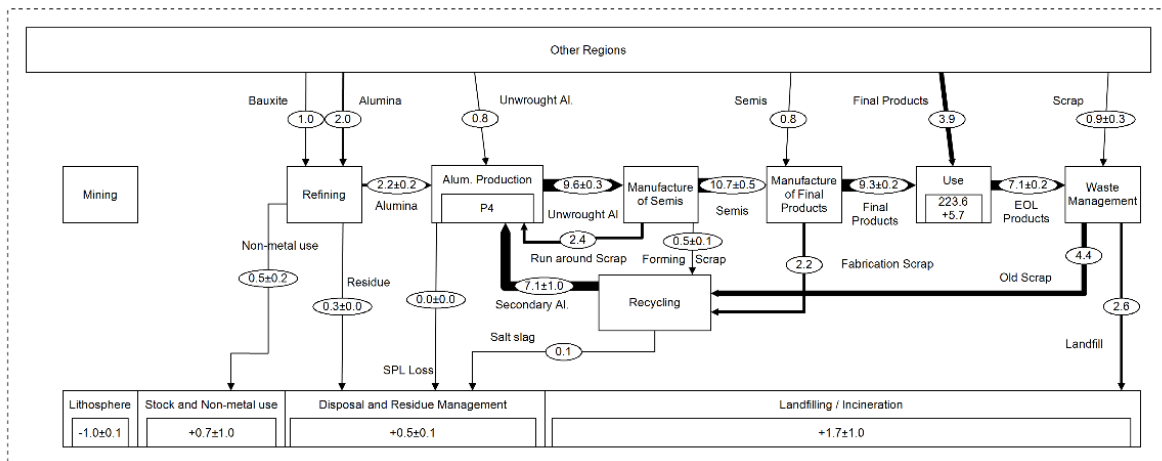 Other Regions
Bauxite
Alumina
Unwrought Al.
Semis
Final Products
Scrap
1.0
2.0
0.8
0.8
3.9
0.9±0.3
Mining
Refining
2.2±0.2
Alumina
Alum. Production
P4
9.6±0.3
Unwrought Al
Manufacture
of Semis
10.7±0.5
Semis
Manufacture
of Final
Products
9.3±0.2
Final
Products
Use
223.6
+5.7
7.1±0.2
EOL
Products
Waste
Management
Non-metal use
0.5±0.2
Residue
0.3±0.0
0.0±0.0
SPL Loss
2.4
Run around Scrap
0.5±0.1
Forming Scrap
2.2
Fabrication Scrap
4.4
Old Scrap
2.6
Landfill
7.1±1.0
Secondary Al.
Recycling
Salt slag
0.1
Lithosphere
-1.0±0.1
Stock and Non-metal use
+0.7±1.0
Disposal and Residue Management
+0.5±0.1
Landfilling / Incineration
+1.7±1.0